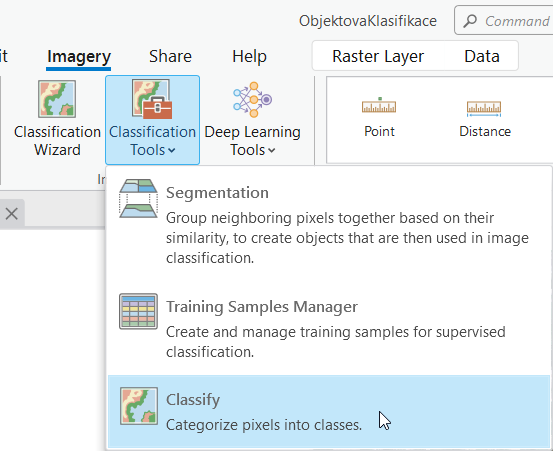 ObjektovaKlasifikace
Command
it
Imagery
Share
Help
Raster Layer
Data
Classification
Wizard
Classification
Tools
Deep Learning
Tools
Point
Distance
Segmentation
Group neighboring pixels together based on their
similarity, to create objects that are then used in image
classification.
Training Samples Manager
Create and manage training samples for supervised
classification.
Classify
Categorize pixels into classes.